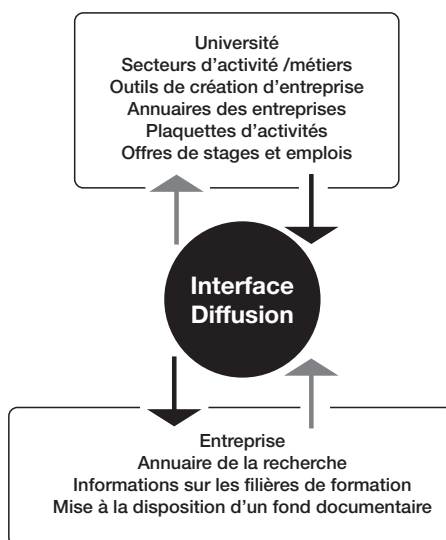 Université
Secteurs d'activité /métiers
Outils de création d'entreprise
Annuaires des entreprises
Plaquettes d'activités
Offres de stages et emplois
Interface
Diffusion
Entreprise
Annuaire de la recherche
Informations sur les filières de formation
Mise à la disposition d'un fond documentaire